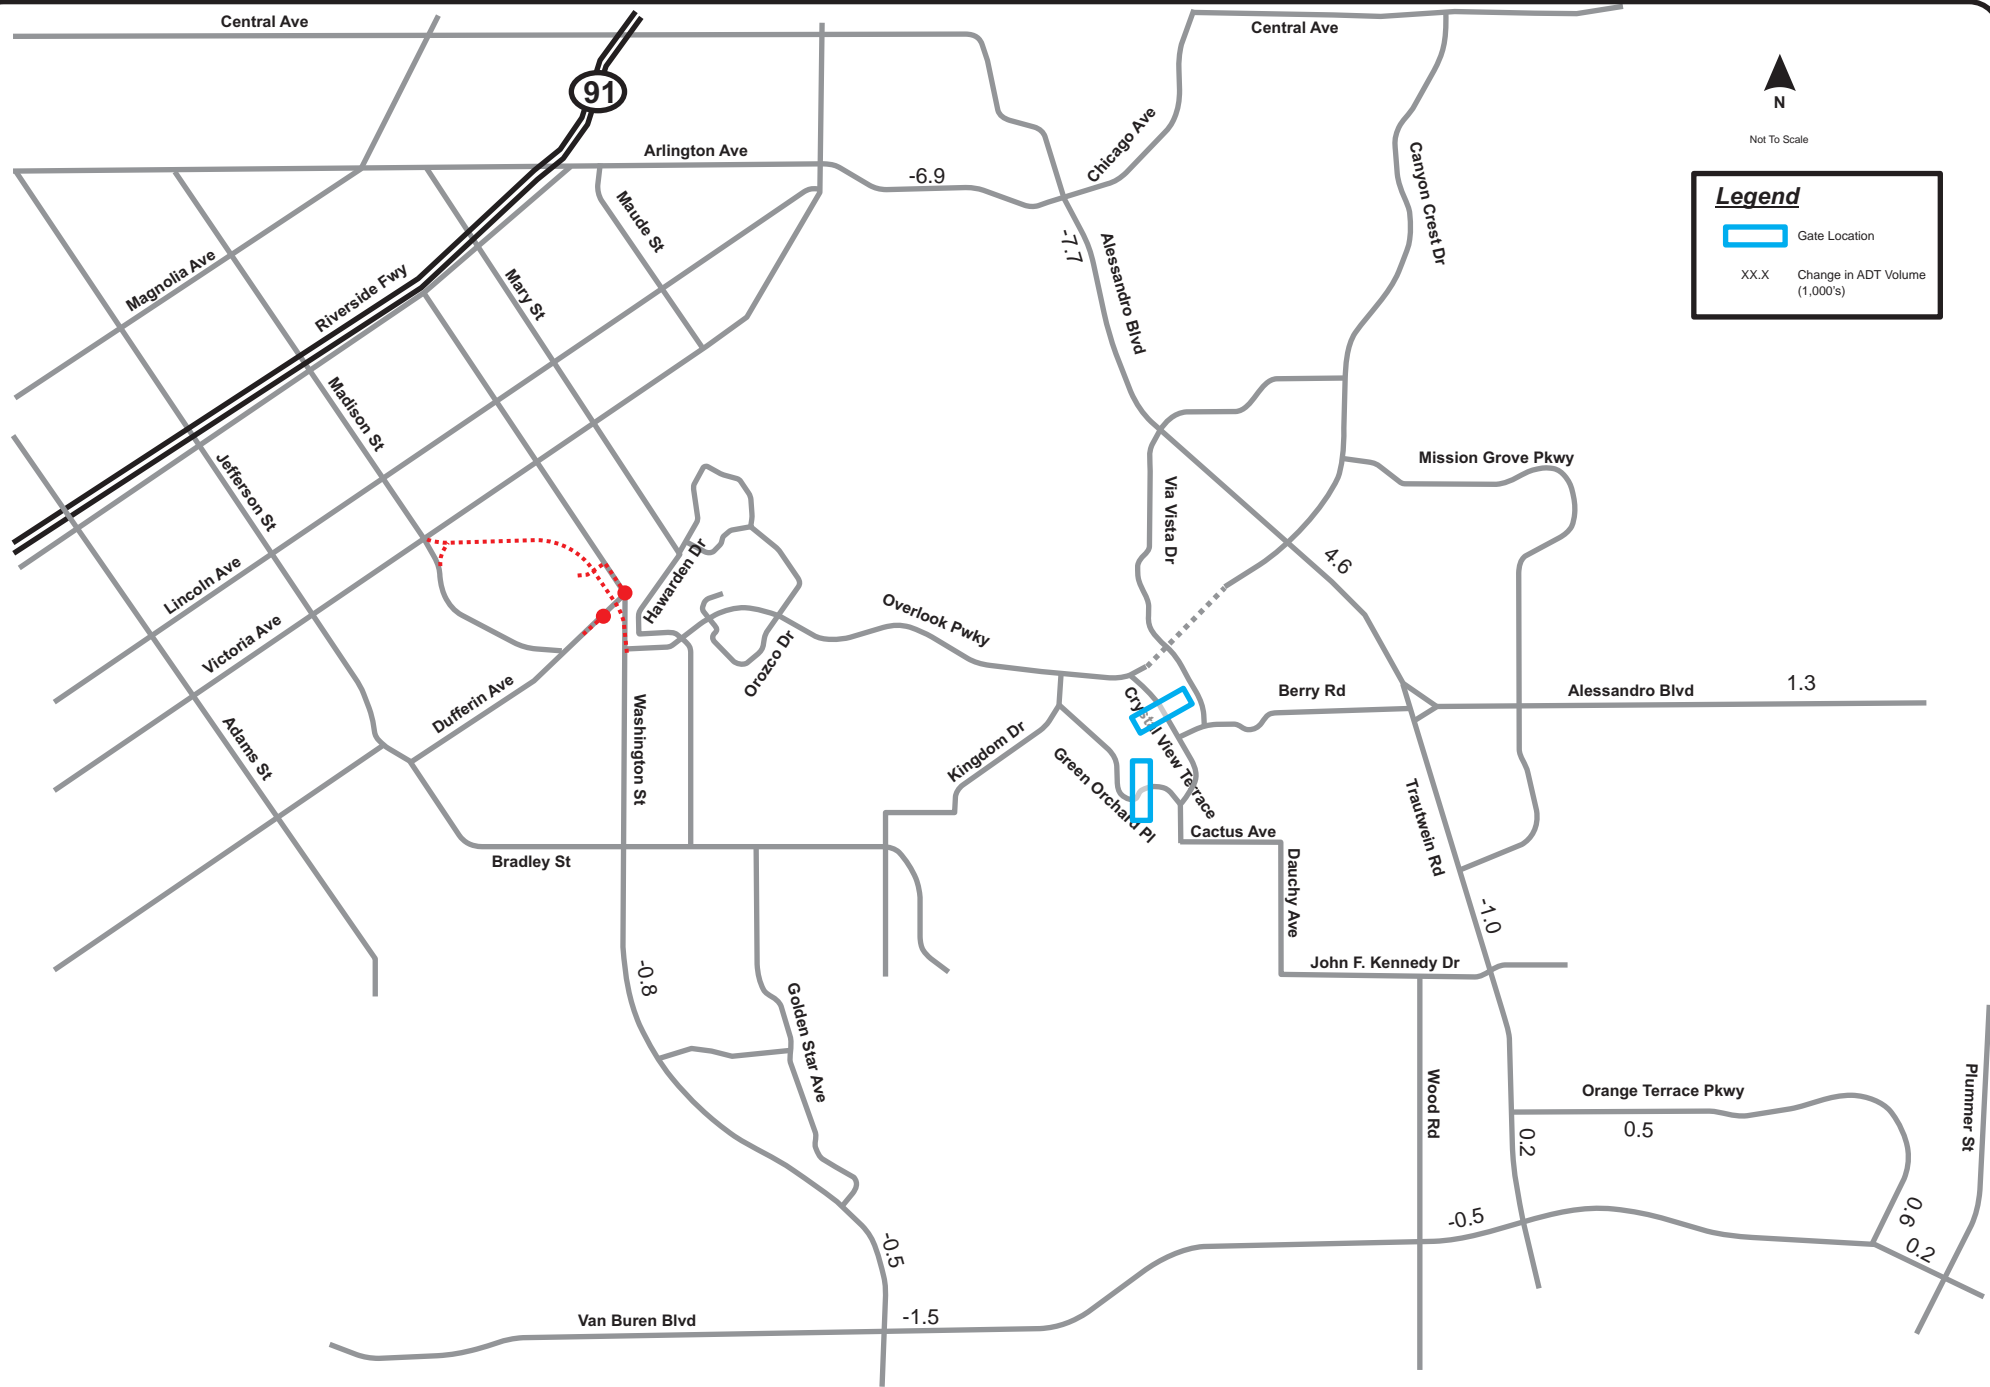 Central Ave
Central Ave
91
N
Not To Scale
Arlington Ave
-6.9
Chicago Ave
Canyon Crest Dr
Legend
Gate Location
XX.X Change in ADT Volume
(1,000's)
Maude St
-7.7
Alessandro Blvd
Magnolia Ave
Riverside Fwy
Mary St
Madison St
Jefferson St
Mission Grove Pkwy
Via Vista Dr
4.6
Lincoln Ave
Hawarden Dr
Overlook Pwky
Victoria Ave
Orozco Dr
Dufferin Ave
Washington St
Adams St
Berry Rd
Alessandro Blvd
1.3
Crystal View Terrace
Kingdom Dr
Green Orchard Pl
Cactus Ave
Trautwein Rd
Bradley St
Dauchy Ave
-1.0
-0.8
John F. Kennedy Dr
Golden Star Ave
Wood Rd
Orange Terrace Pkwy
0.5
0.2
Plummer St
-0.5
0.6
0.2
-0.5
Van Buren Blvd
-1.5